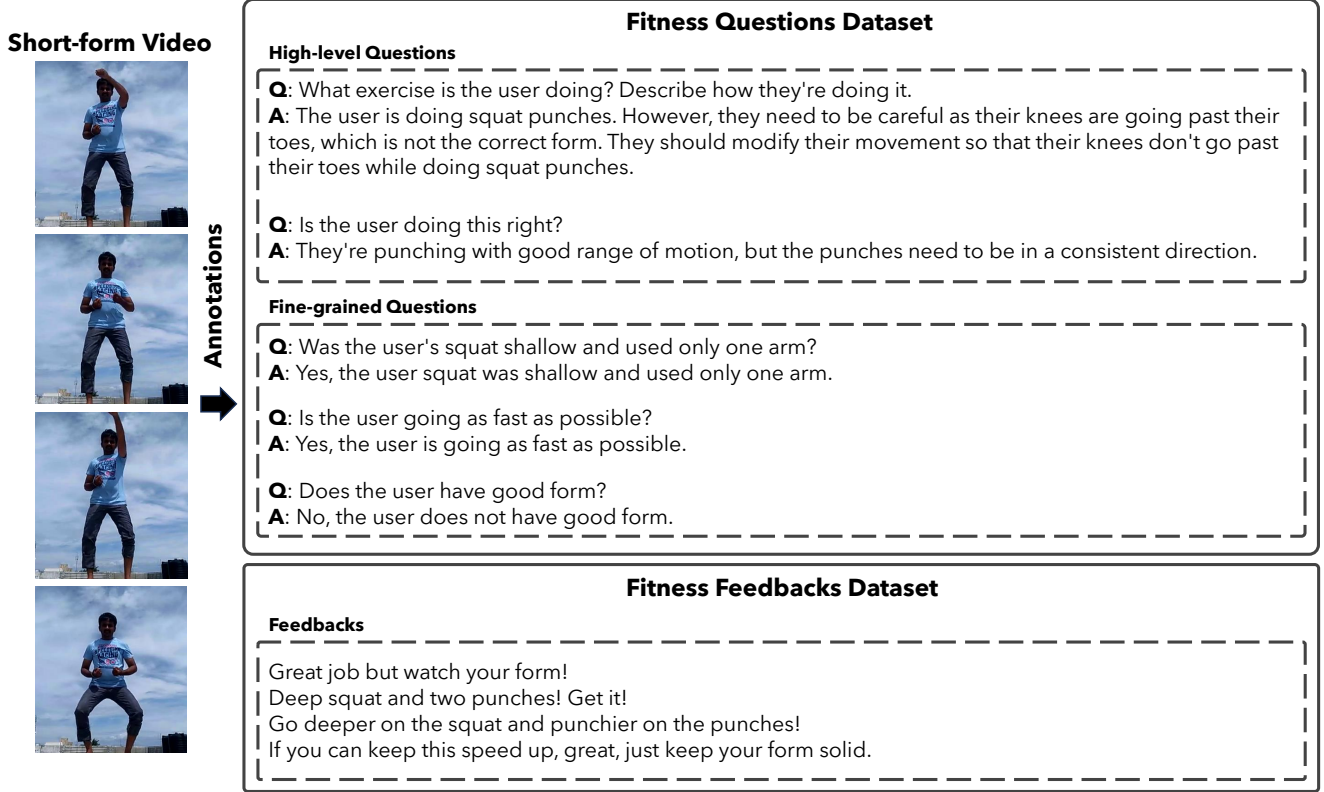 Short-form Video
Annotations
Fitness Questions Dataset
High-level Questions
Q: What exercise is the user doing? Describe how they're doing it.
A: The user is doing squat punches. However, they need to be careful as their knees are going past their
toes, which is not the correct form. They should modify their movement so that their knees don't go past
their toes while doing squat punches.
Q: Is the user doing this right?
A: They're punching with good range of motion, but the punches need to be in a consistent direction.
Fine-grained Questions
Q: Was the user's squat shallow and used only one arm?
A: Yes, the user squat was shallow and used only one arm.
Q: Is the user going as fast as possible?
A: Yes, the user is going as fast as possible.
Q: Does the user have good form?
A: No, the user does not have good form.
Fitness Feedbacks Dataset
Feedbacks
Great job but watch your form!
Deep squat and two punches! Get it!
Go deeper on the squat and punchier on the punches!
If you can keep this speed up, great, just keep your form solid.